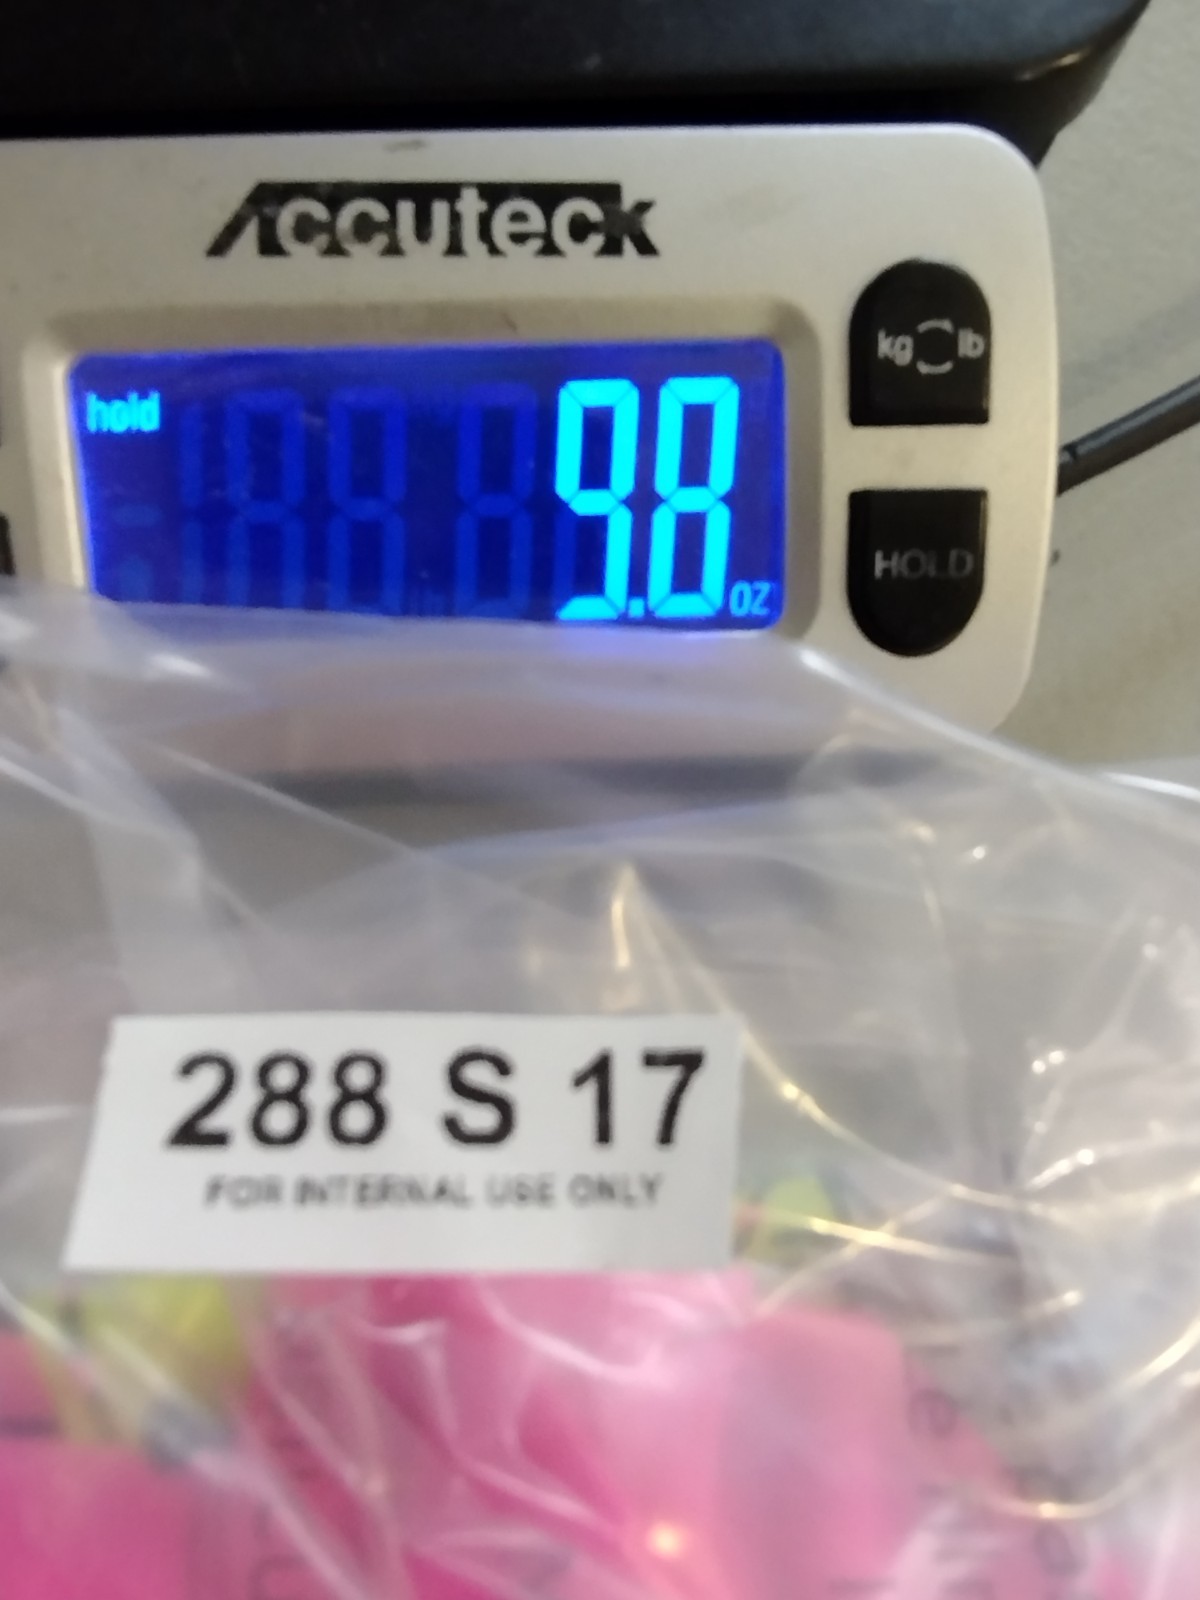 Accuteck
kg lb
hold
9.8 oz
HOLD
288 S 17
FOR INTERNAL USE ONLY